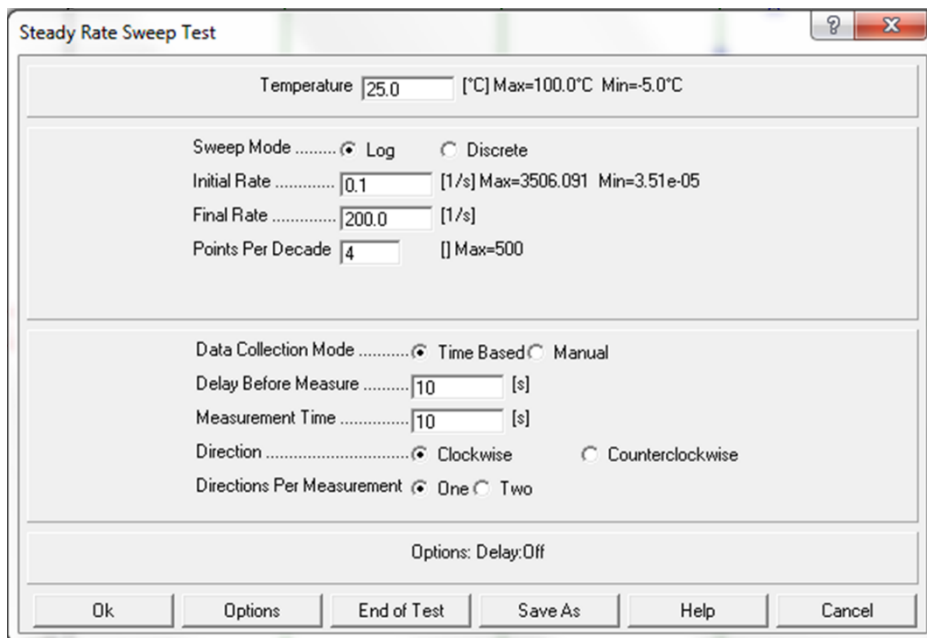 Steady Rate Sweep Test
Temperature 25.0 [°C] Max=100.0°C Min=-5.0°C
Sweep Mode ........ Log Discrete
Initial Rate ............. 0.1 [1/s] Max=3506.091 Min=3.51e-05
Final Rate .............. 200.0 [1/s]
Points Per Decade 4 [] Max=500
Data Collection Mode .......... Time Based Manual
Delay Before Measure .......... 10 [s]
Measurement Time ............... 10 [s]
Direction ................................ Clockwise Counterclockwise
Directions Per Measurement One Two
Options: Delay:Off
Ok Options End of Test Save As Help Cancel